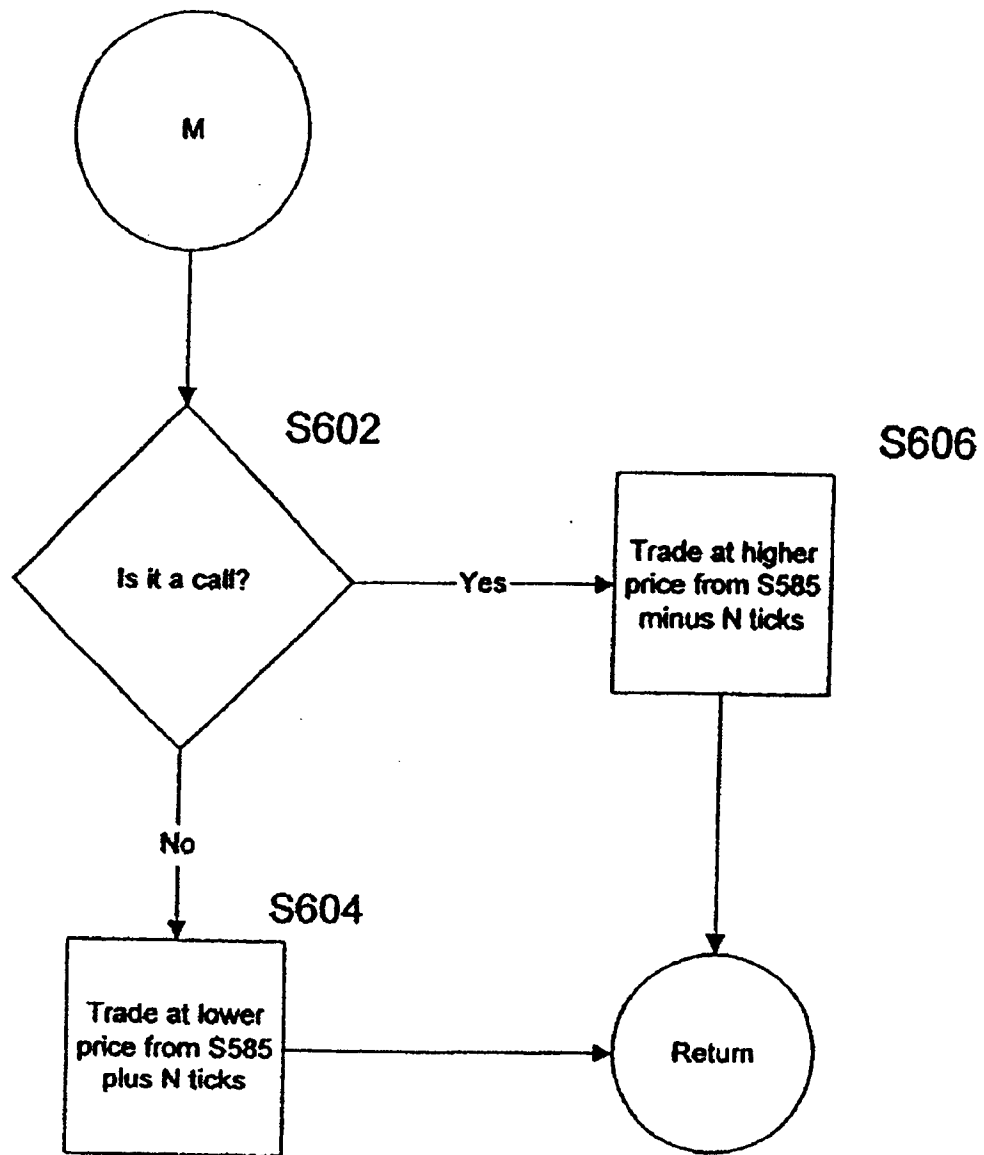 M
S602
S606
Is it a call?
Yes
Trade at higher
price from S585
minus N ticks
No
S604
Trade at lower
price from S585
plus N ticks
Return